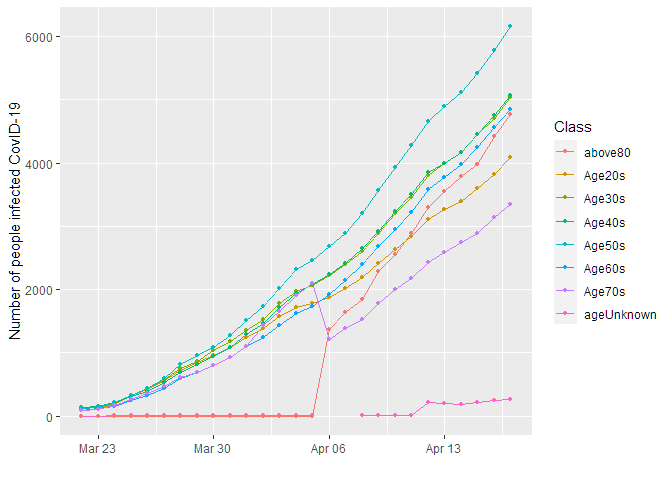 Number of people infected CovID-19
6000
4000
2000
0
Mar 23
Mar 30
Apr 06
Apr 13
Class
above80
Age20s
Age30s
Age40s
Age50s
Age60s
Age70s
ageUnknown